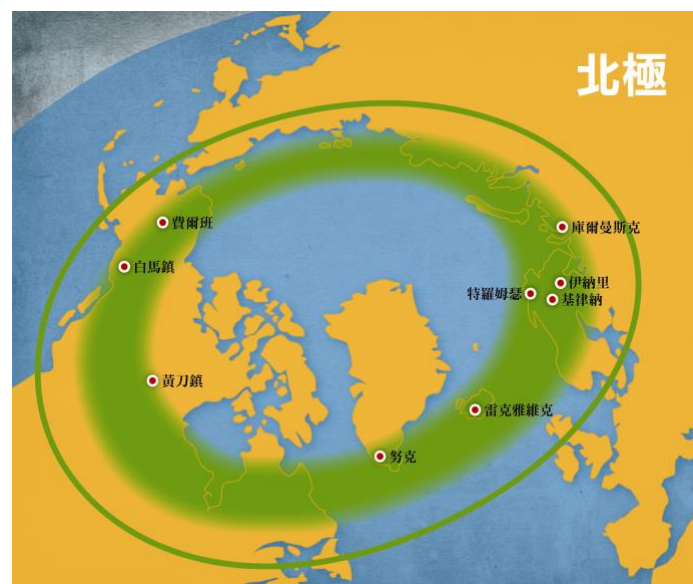 北極
費爾班
庫爾曼斯克
白馬鎮
伊納里
特羅姆瑟
基律納
黃刀鎮
雷克雅維克
努克